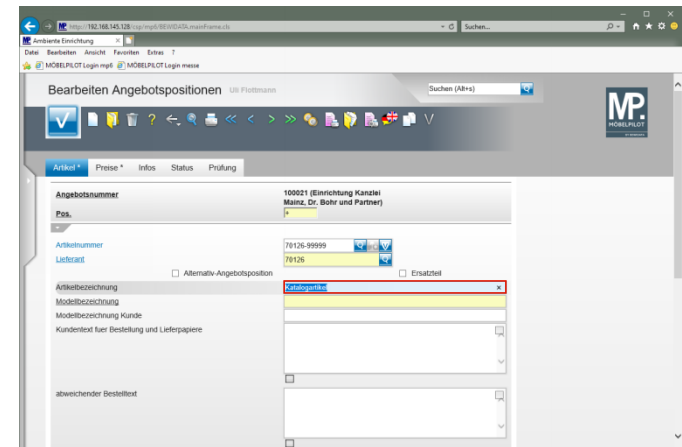 http://192.168.145.128/csp/mp6/BEWIDATA.mainFrame.cls
Suchen...
Ambiente Einrichtung
Datei Bearbeiten Ansicht Favoriten Extras ?
MÖBELPILOT Login mp6 MÖBELPILOT Login messe
Bearbeiten Angebotspositionen Ulli Flottmann
Suchen (Alt+s)
MP.
MÖBELPILOT
Artikel * Preise * Infos Status Prüfung
Angebotsnummer 100021 (Einrichtung Kanzlei
Mainz, Dr. Bohr und Partner)
Pos. +
Artikelnummer 70126-99999
Lieferant 70126
Alternativ-Angebotsposition Ersatzteil
Artikelbezeichnung Katalogartikel
Modellbezeichnung
Modellbezeichnung Kunde
Kundentext fuer Bestellung und Lieferpapiere
abweichender Bestelltext